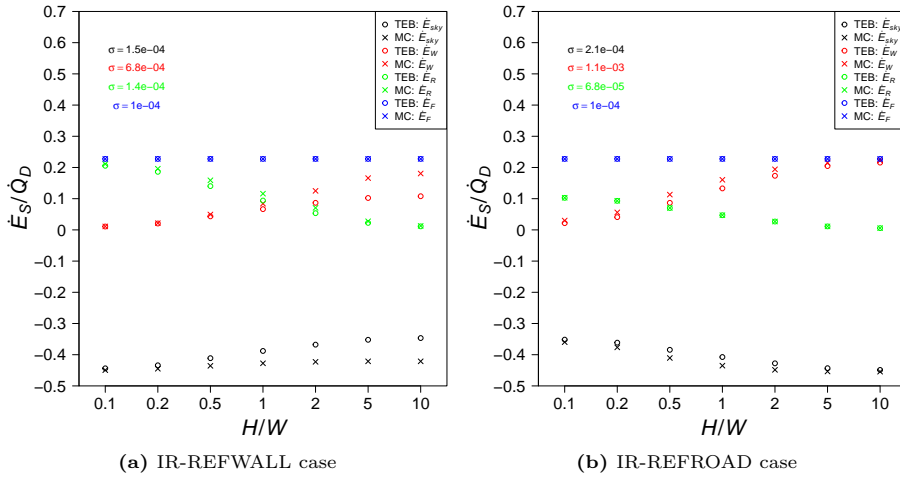 0.7
0.6
0.5
0.4
0.3
0.2
0.1
0
−0.1
−0.2
−0.3
−0.4
−0.5
Ė_S/Q̇_D
σ = 1.5e−04
σ = 6.8e−04
σ = 1.4e−04
σ = 1e−04
TEB: Ė_sky
MC: Ė_sky
TEB: Ė_W
MC: Ė_W
TEB: Ė_R
MC: Ė_R
TEB: Ė_F
MC: Ė_F
0.1 0.2 0.5 1 2 5 10
H/W
(a) IR-REFWALL case
0.7
0.6
0.5
0.4
0.3
0.2
0.1
0
−0.1
−0.2
−0.3
−0.4
−0.5
Ė_S/Q̇_D
σ = 2.1e−04
σ = 1.1e−03
σ = 6.8e−05
σ = 1e−04
TEB: Ė_sky
MC: Ė_sky
TEB: Ė_W
MC: Ė_W
TEB: Ė_R
MC: Ė_R
TEB: Ė_F
MC: Ė_F
0.1 0.2 0.5 1 2 5 10
H/W
(b) IR-REFROAD case